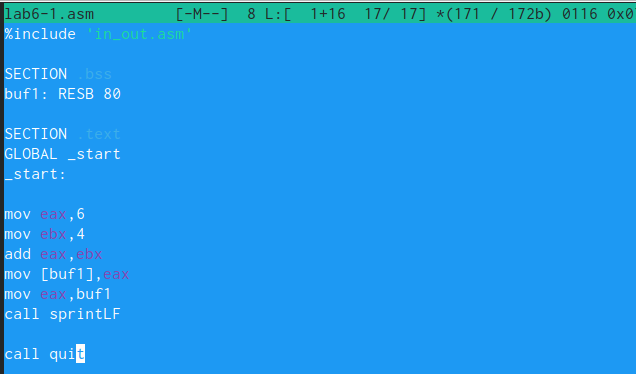 lab6-1.asm [-M--] 8 L:[ 1+16 17/ 17] *(171 / 172b) 0116 0x0
%include 'in_out.asm'
SECTION .bss
buf1: RESB 80
SECTION .text
GLOBAL _start
_start:
mov eax,6
mov ebx,4
add eax,ebx
mov [buf1],eax
mov eax,buf1
call sprintLF
call quit